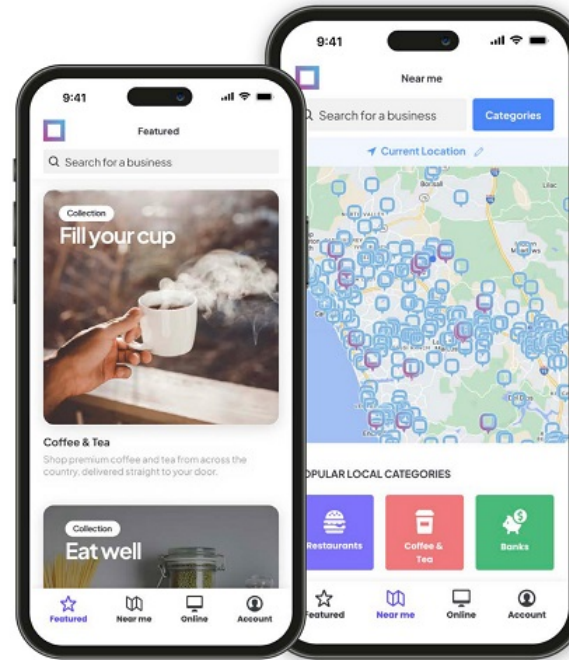 9:41
Featured
Search for a business
Collection
Fill your cup
Coffee & Tea
Shop premium coffee and tea from across the
country, delivered straight to your door.
Collection
Eat well
Featured
Near me
Online
Account
9:41
Near me
Search for a business
Categories
Current Location
Bonsall
Lilac
OPULAR LOCAL CATEGORIES
Restaurants
Coffee &
Tea
Banks
Featured
Near me
Online
Account